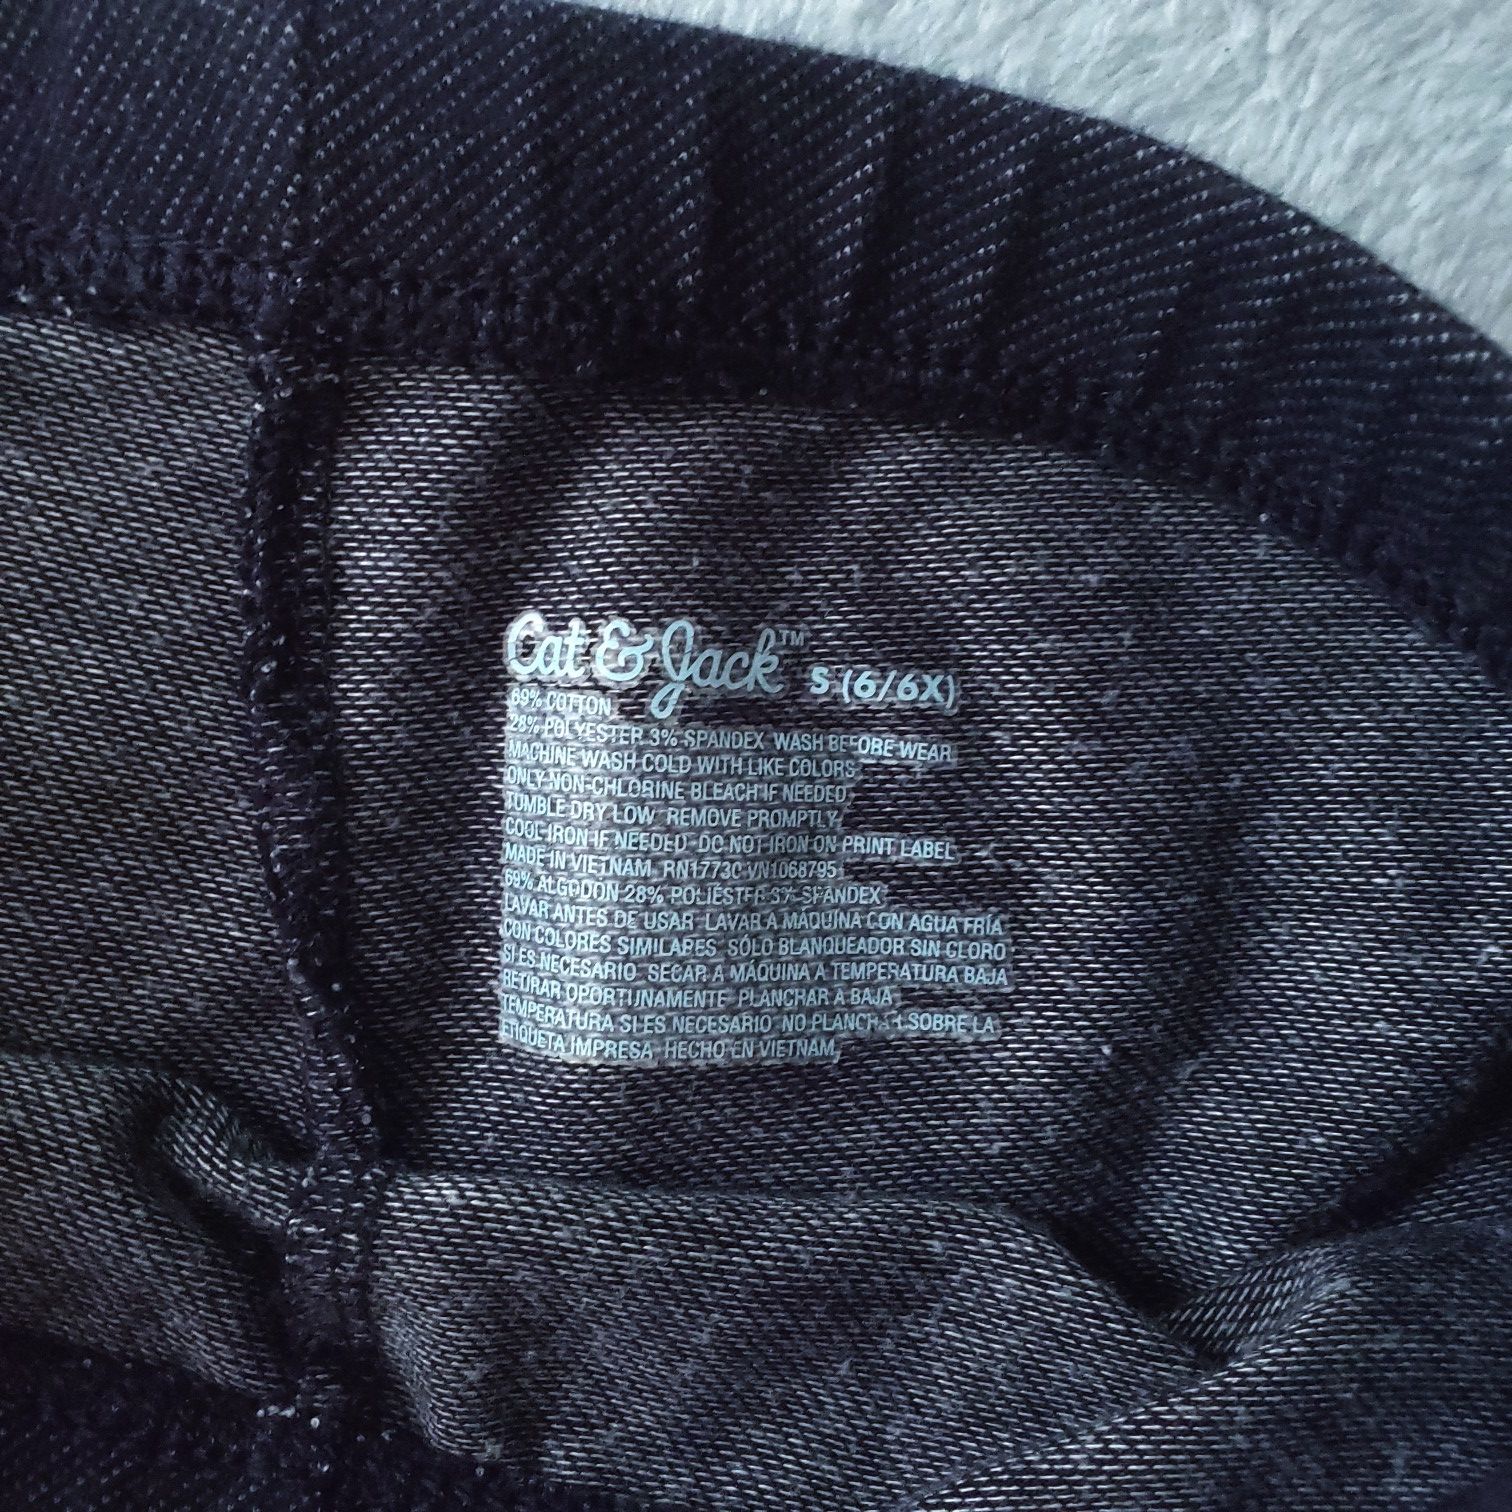 Cat & Jack™ S (6/6X)
69% COTTON
28% POLYESTER 3% SPANDEX WASH BEFORE WEAR
MACHINE WASH COLD WITH LIKE COLORS
ONLY NON-CHLORINE BLEACH IF NEEDED
TUMBLE DRY LOW REMOVE PROMPTLY
COOL IRON IF NEEDED DO NOT IRON ON PRINT LABEL
MADE IN VIETNAM RN17730 VN1068795
69% ALGODON 28% POLIÉSTER 3% SPANDEX
LAVAR ANTES DE USAR LAVAR A MÁQUINA CON AGUA FRÍA
CON COLORES SIMILARES SÓLO BLANQUEADOR SIN CLORO
SI ES NECESARIO SECAR A MÁQUINA A TEMPERATURA BAJA
RETIRAR OPORTUNAMENTE PLANCHAR A BAJA
TEMPERATURA SI ES NECESARIO NO PLANCHAR SOBRE LA
ETIQUETA IMPRESA HECHO EN VIETNAM